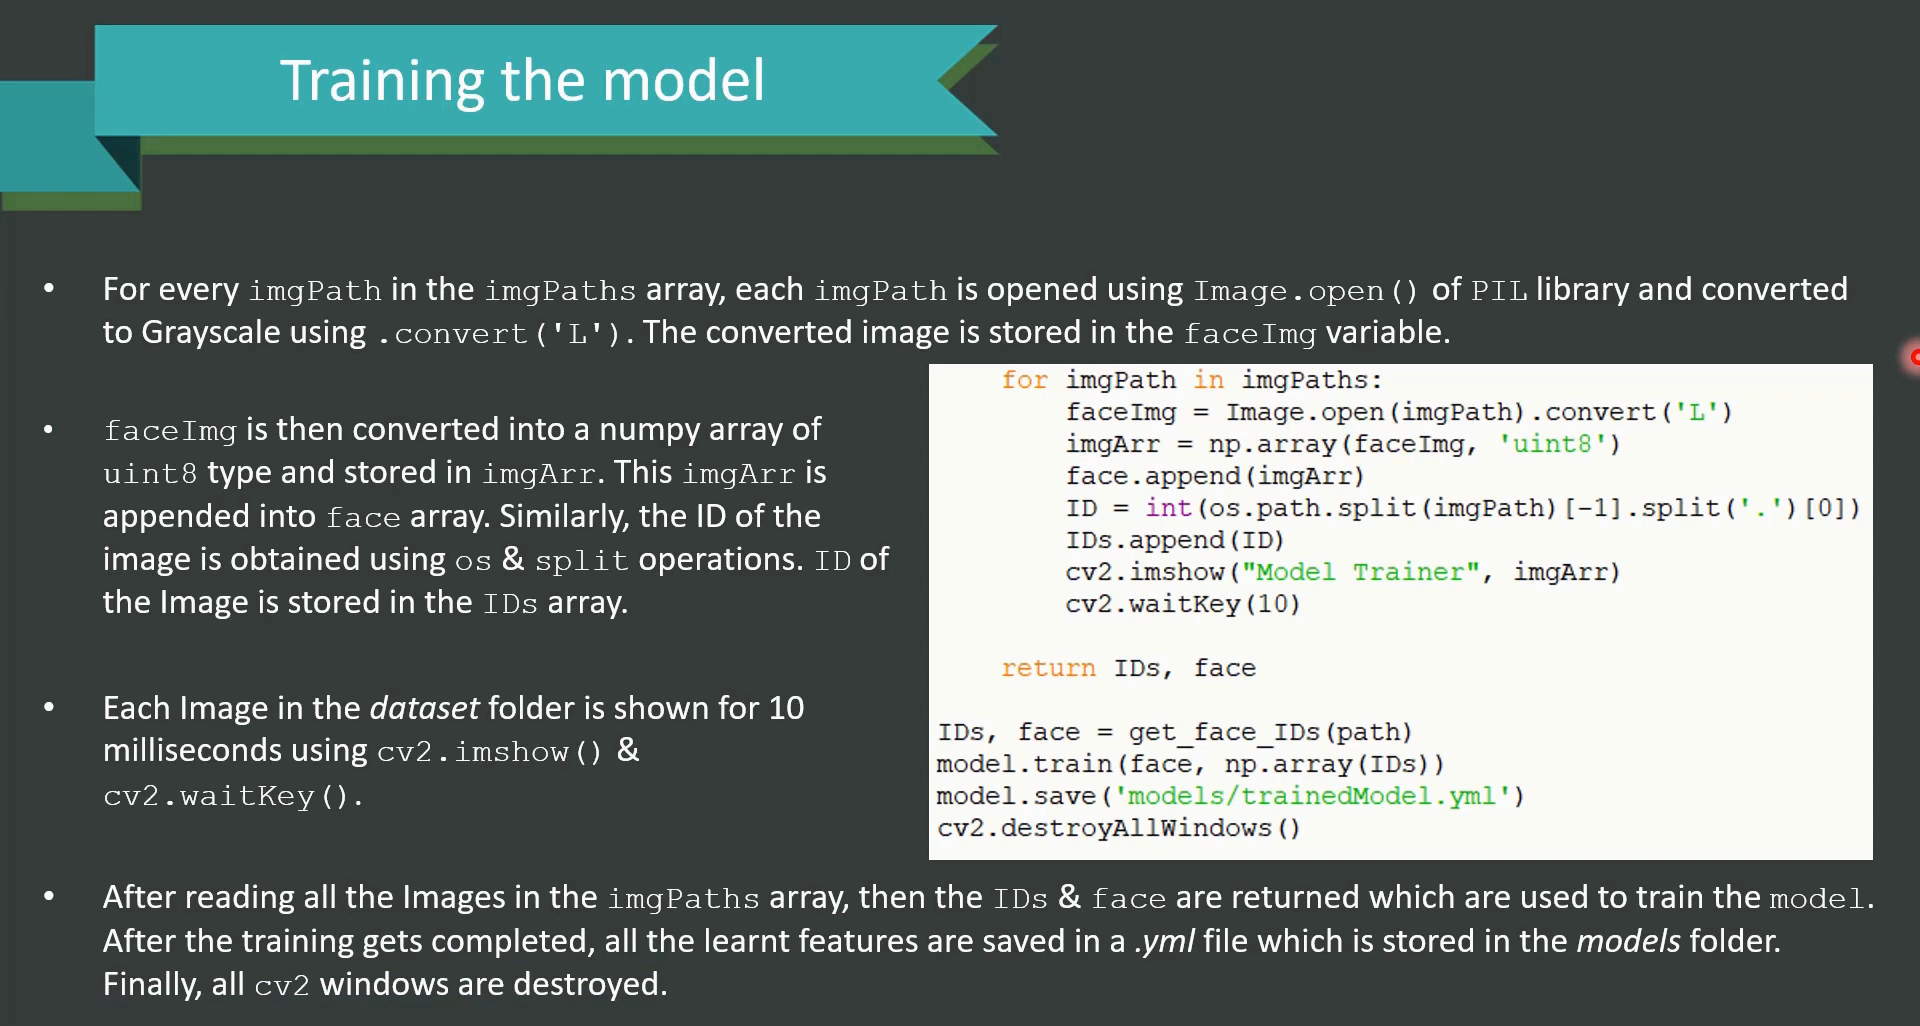 Training the model
• For every imgPath in the imgPaths array, each imgPath is opened using Image.open() of PIL library and converted
to Grayscale using .convert('L'). The converted image is stored in the faceImg variable.
• faceImg is then converted into a numpy array of
uint8 type and stored in imgArr. This imgArr is
appended into face array. Similarly, the ID of the
image is obtained using os & split operations. ID of
the Image is stored in the IDs array.
• Each Image in the dataset folder is shown for 10
milliseconds using cv2.imshow() &
cv2.waitKey().
for imgPath in imgPaths:
faceImg = Image.open(imgPath).convert('L')
imgArr = np.array(faceImg, 'uint8')
face.append(imgArr)
ID = int(os.path.split(imgPath)[-1].split('.')[0])
IDs.append(ID)
cv2.imshow("Model Trainer", imgArr)
cv2.waitKey(10)
return IDs, face
IDs, face = get_face_IDs(path)
model.train(face, np.array(IDs))
model.save('models/trainedModel.yml')
cv2.destroyAllWindows()
• After reading all the Images in the imgPaths array, then the IDs & face are returned which are used to train the model.
After the training gets completed, all the learnt features are saved in a .yml file which is stored in the models folder.
Finally, all cv2 windows are destroyed.